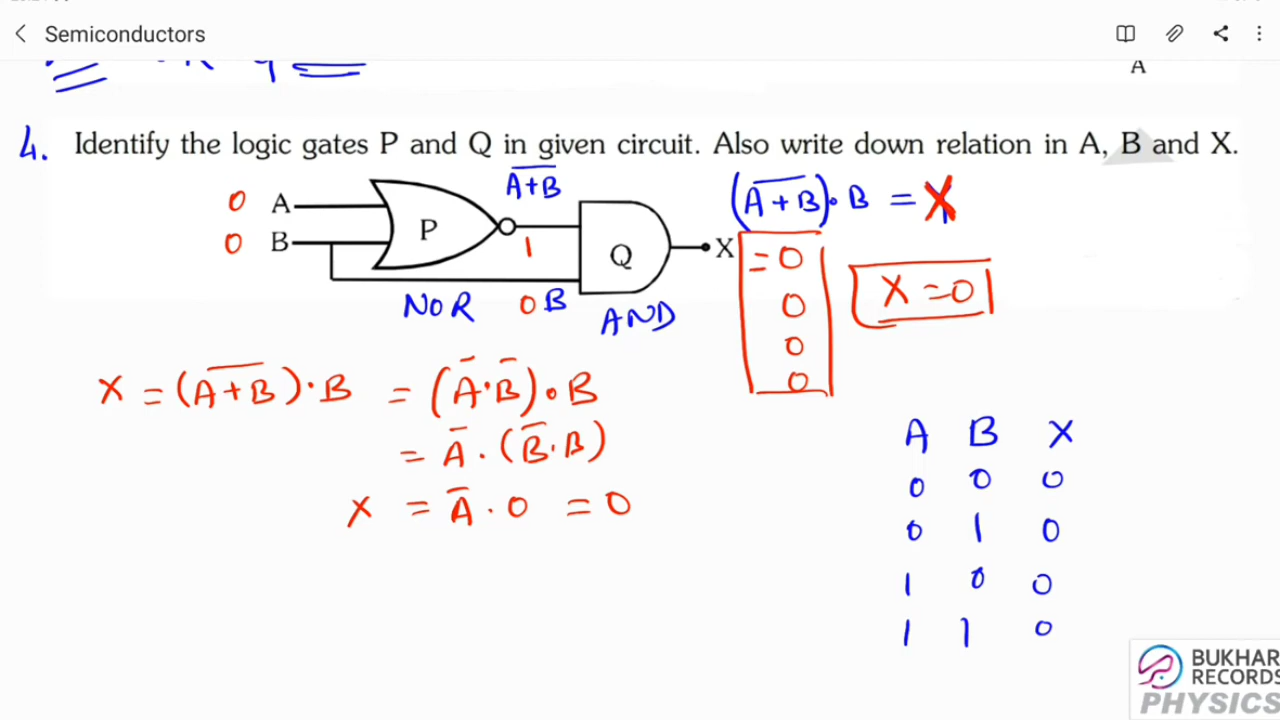 Semiconductors
A
4. Identify the logic gates P and Q in given circuit. Also write down relation in A, B and X.
0 A
0 B
P
A̅+̅B̅
1
Q
X
NOR
0 B
AND
(A̅+̅B̅)·B = X
= 0
0
0
0
X = 0
X = (A̅+̅B̅)·B = (A̅·B̅)·B
= A̅·(B̅·B)
X = A̅·0 = 0
A B X
0 0 0
0 1 0
1 0 0
1 1 0
BUKHAR
RECORDS
PHYSICS